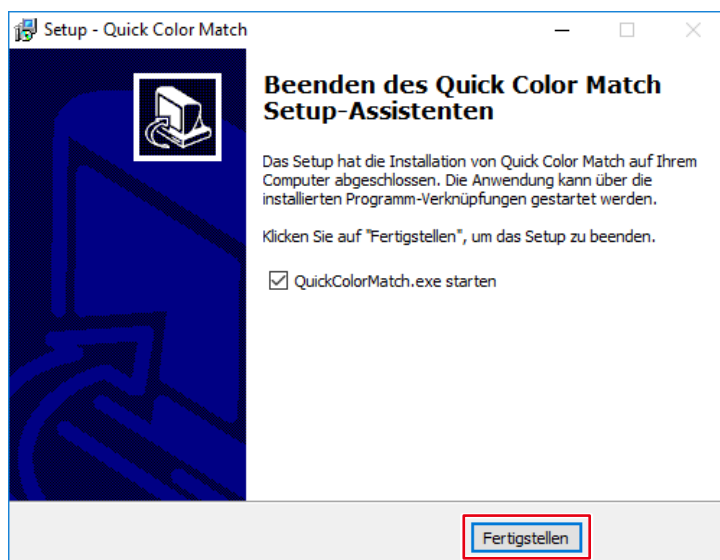 Setup - Quick Color Match
Beenden des Quick Color Match
Setup-Assistenten
Das Setup hat die Installation von Quick Color Match auf Ihrem
Computer abgeschlossen. Die Anwendung kann über die
installierten Programm-Verknüpfungen gestartet werden.
Klicken Sie auf "Fertigstellen", um das Setup zu beenden.
QuickColorMatch.exe starten
Fertigstellen